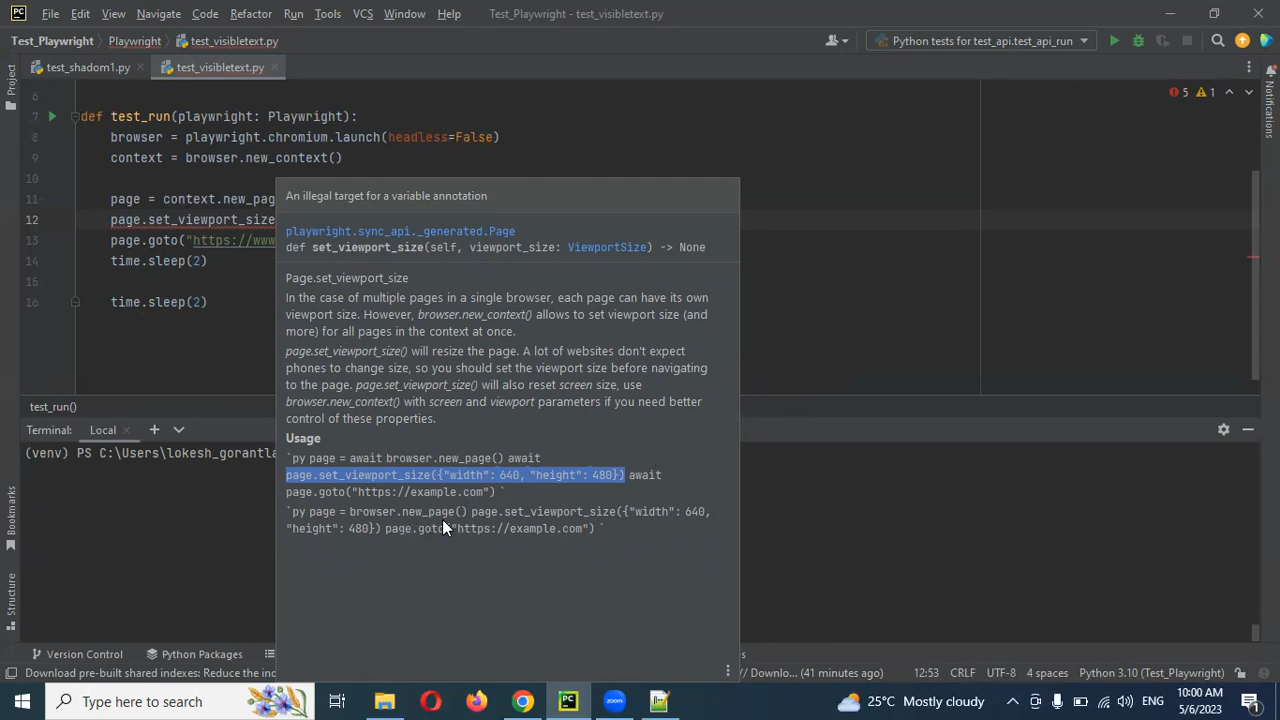 PC File Edit View Navigate Code Refactor Run Tools VCS Window Help Test_Playwright - test_visibletext.py
Test_Playwright Playwright test_visibletext.py Python tests for test_api.test_api_run
test_shadom1.py test_visibletext.py
Project
Notifications
5 1
6
7 def test_run(playwright: Playwright):
8 browser = playwright.chromium.launch(headless=False)
9 context = browser.new_context()
10
11 page = context.new_pag
12 page.set_viewport_size
13 page.goto("https://www
14 time.sleep(2)
16 time.sleep(2)
An illegal target for a variable annotation
playwright.sync_api._generated.Page
def set_viewport_size(self, viewport_size: ViewportSize) -> None
Page.set_viewport_size
In the case of multiple pages in a single browser, each page can have its own
viewport size. However, browser.new_context() allows to set viewport size (and
more) for all pages in the context at once.
page.set_viewport_size() will resize the page. A lot of websites don't expect
phones to change size, so you should set the viewport size before navigating
to the page. page.set_viewport_size() will also reset screen size, use
browser.new_context() with screen and viewport parameters if you need better
control of these properties.
Usage
`py page = await browser.new_page() await
page.set_viewport_size({"width": 640, "height": 480}) await
page.goto("https://example.com") `
`py page = browser.new_page() page.set_viewport_size({"width": 640,
"height": 480}) page.goto("https://example.com") `
test_run()
Terminal: Local
(venv) PS C:\Users\lokesh_gorantl
Bookmarks
Structure
Version Control Python Packages
Download pre-built shared indexes: Reduce the ind // Downlo... (41 minutes ago) 12:53 CRLF UTF-8 4 spaces Python 3.10 (Test_Playwright)
Type here to search
25°C Mostly cloudy ENG 10:00 AM
5/6/2023
1